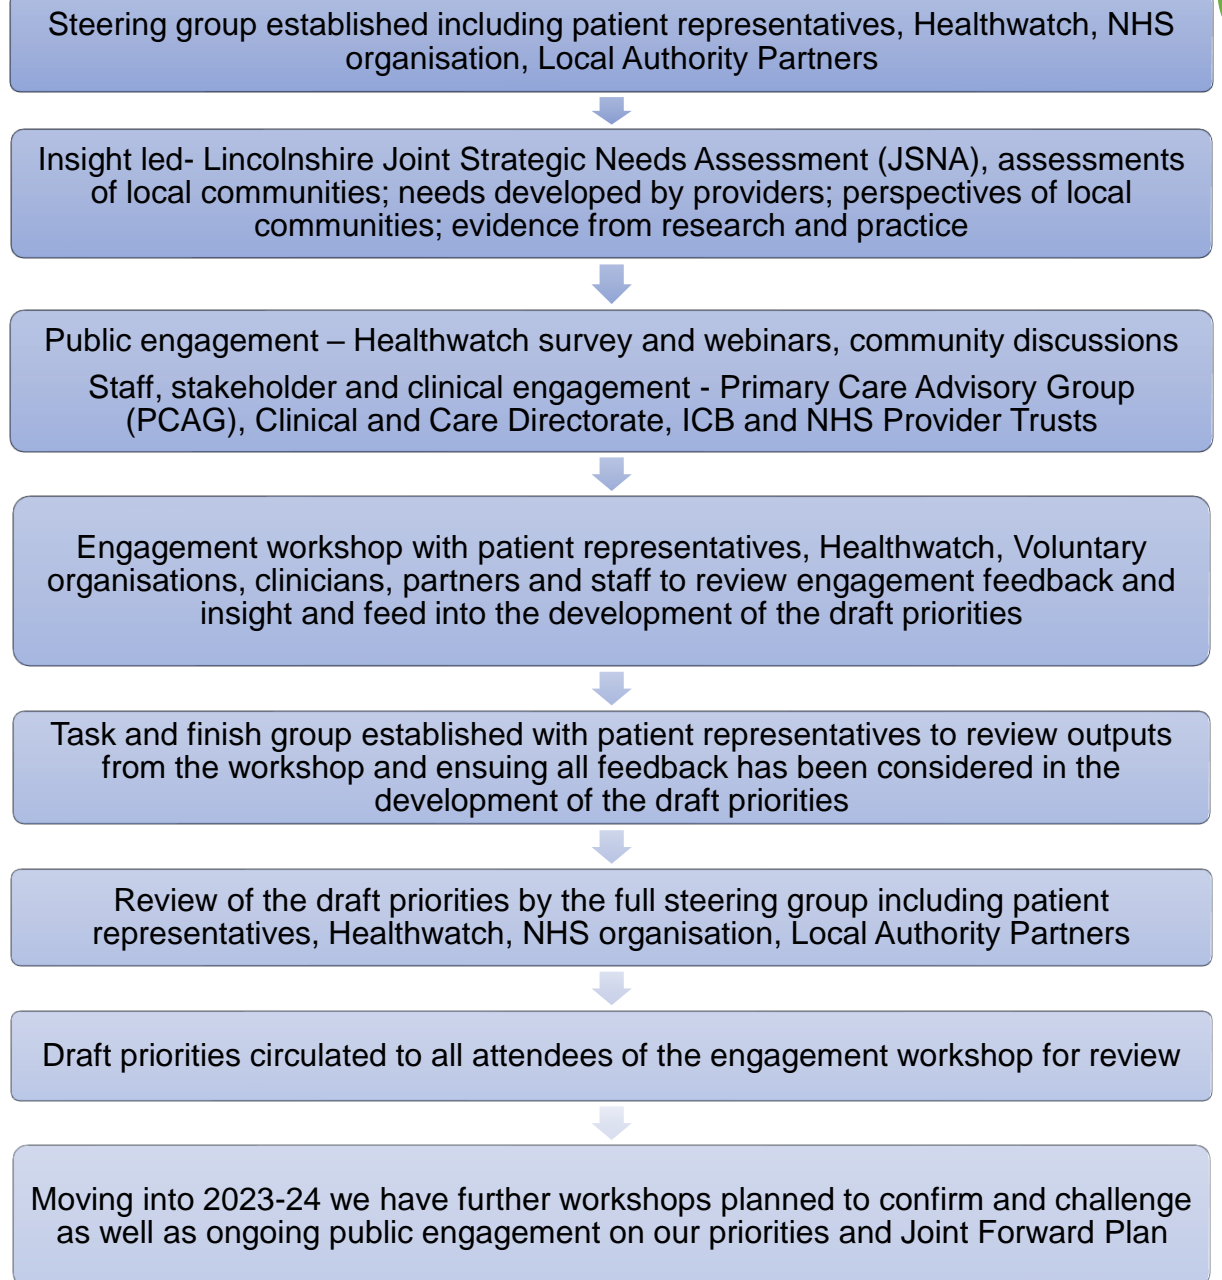 Steering group established including patient representatives, Healthwatch, NHS
organisation, Local Authority Partners
Insight led- Lincolnshire Joint Strategic Needs Assessment (JSNA), assessments
of local communities; needs developed by providers; perspectives of local
communities; evidence from research and practice
Public engagement – Healthwatch survey and webinars, community discussions
Staff, stakeholder and clinical engagement - Primary Care Advisory Group
(PCAG), Clinical and Care Directorate, ICB and NHS Provider Trusts
Engagement workshop with patient representatives, Healthwatch, Voluntary
organisations, clinicians, partners and staff to review engagement feedback and
insight and feed into the development of the draft priorities
Task and finish group established with patient representatives to review outputs
from the workshop and ensuing all feedback has been considered in the
development of the draft priorities
Review of the draft priorities by the full steering group including patient
representatives, Healthwatch, NHS organisation, Local Authority Partners
Draft priorities circulated to all attendees of the engagement workshop for review
Moving into 2023-24 we have further workshops planned to confirm and challenge
as well as ongoing public engagement on our priorities and Joint Forward Plan